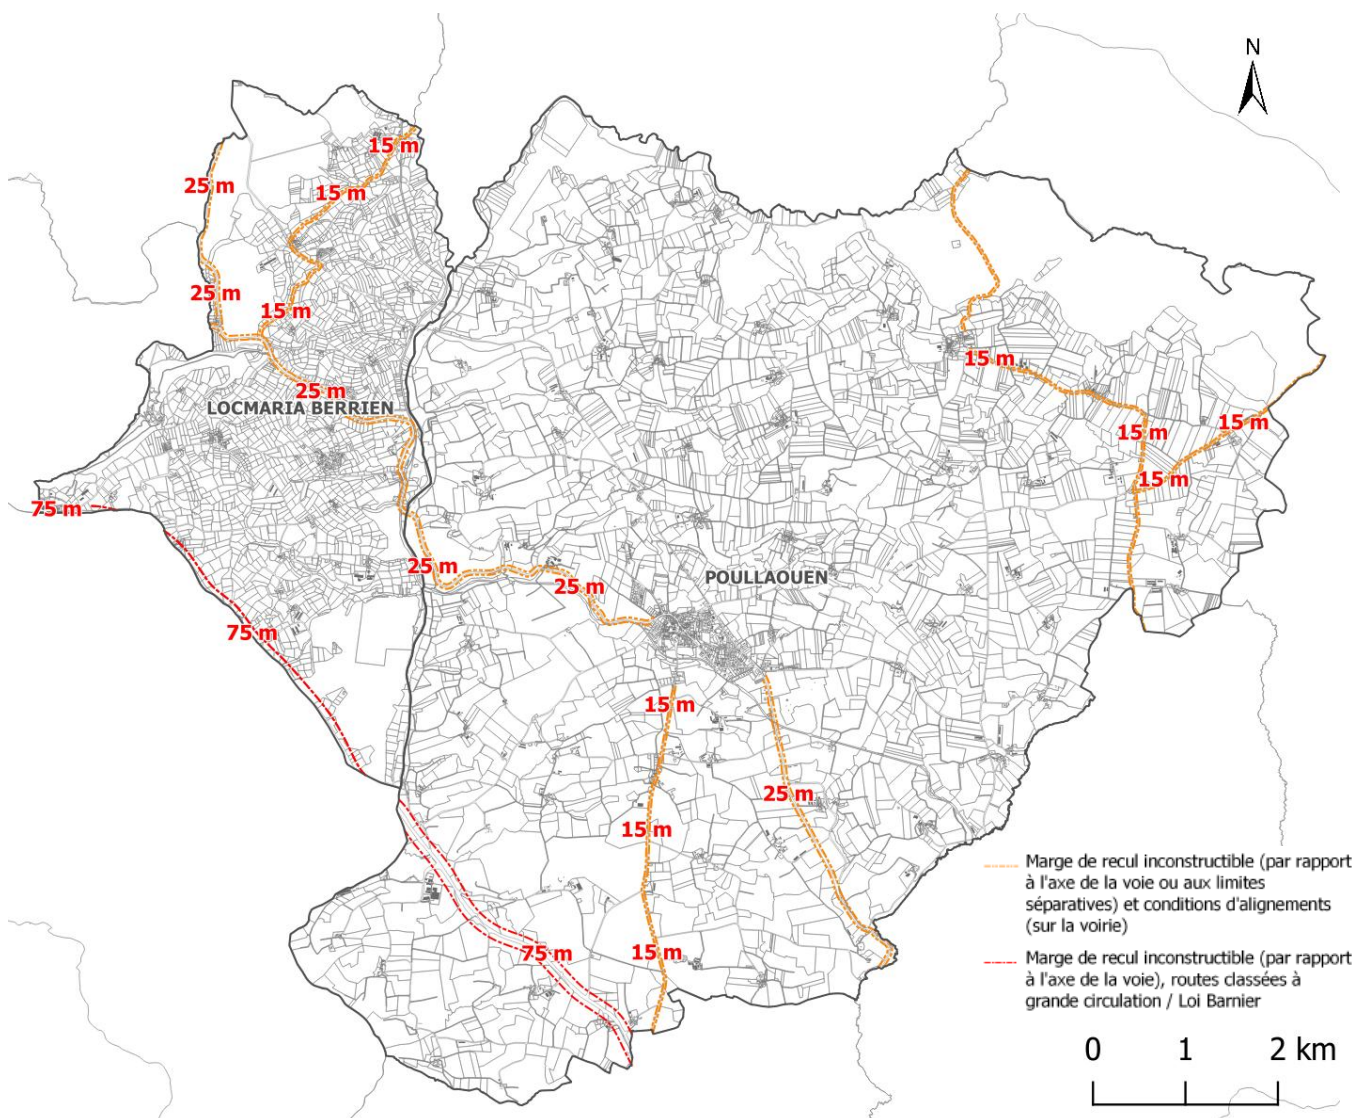 N
15 m
25 m
15 m
25 m
15 m
25 m
LOCMARIA BERRIEN
15 m
15 m
15 m
15 m
75 m
25 m
25 m
POULLAOUEN
75 m
15 m
25 m
15 m
15 m
75 m
Marge de recul inconstructible (par rapport
à l'axe de la voie ou aux limites
séparatives) et conditions d'alignements
(sur la voirie)
Marge de recul inconstructible (par rapport
à l'axe de la voie), routes classées à
grande circulation / Loi Barnier
0 1 2 km